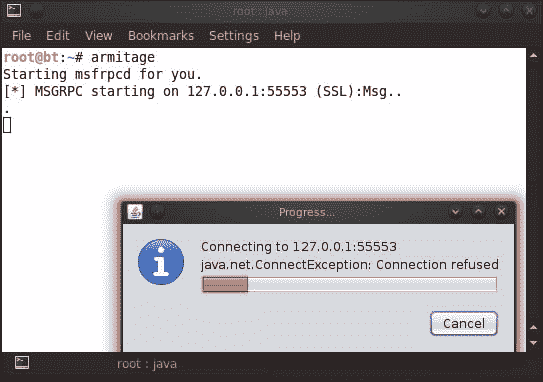 root : java
File Edit View Bookmarks Settings Help
root@bt:~# armitage
Starting msfrpcd for you.
[*] MSGRPC starting on 127.0.0.1:55553 (SSL):Msg..
.
Progress...
Connecting to 127.0.0.1:55553
java.net.ConnectException: Connection refused
Cancel
root : java